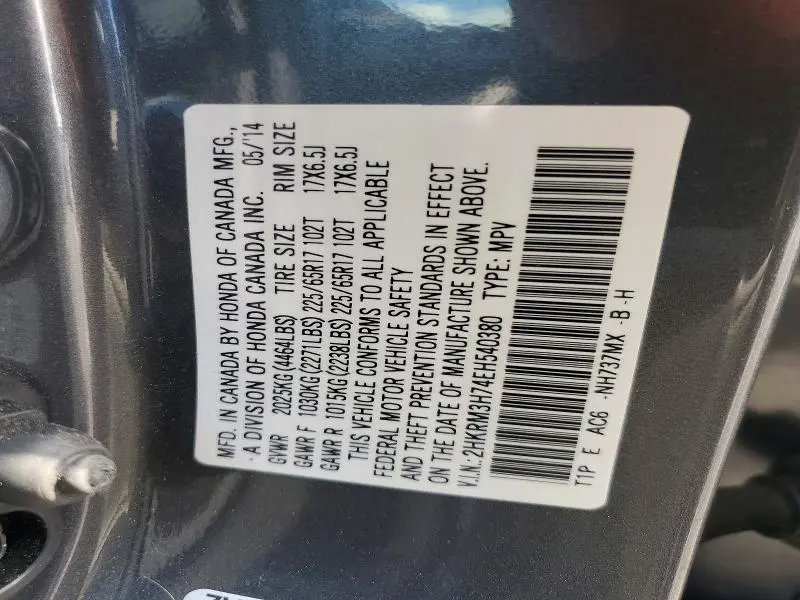 MFD. IN CANADA BY HONDA OF CANADA MFG.,
- A DIVISION OF HONDA CANADA INC. 05/'14
GVWR 2025KG(4464LBS) TIRE SIZE RIM SIZE
GAWR F 1030KG(2271LBS) 225/65R17 102T 17X6.5J
GAWR R 1015KG(2238LBS) 225/65R17 102T 17X6.5J
THIS VEHICLE CONFORMS TO ALL APPLICABLE
FEDERAL MOTOR VEHICLE SAFETY
AND THEFT PREVENTION STANDARDS IN EFFECT
ON THE DATE OF MANUFACTURE SHOWN ABOVE.
V.I.N.:2HKRM3H74EH540380 TYPE: MPV
T1P E AC6 -NH737MX -B-H